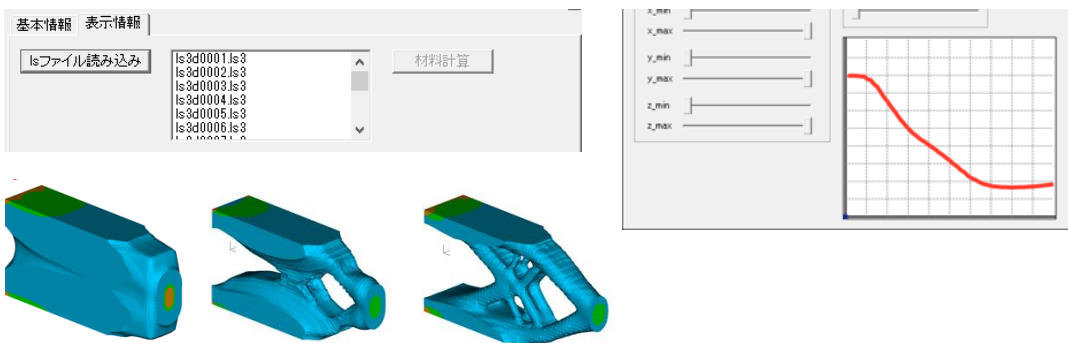 基本情報 表示情報
lsファイル読み込み
ls3d0001.ls3
ls3d0002.ls3
ls3d0003.ls3
ls3d0004.ls3
ls3d0005.ls3
ls3d0006.ls3
材料計算
x_min
x_max
y_min
y_max
z_min
z_max